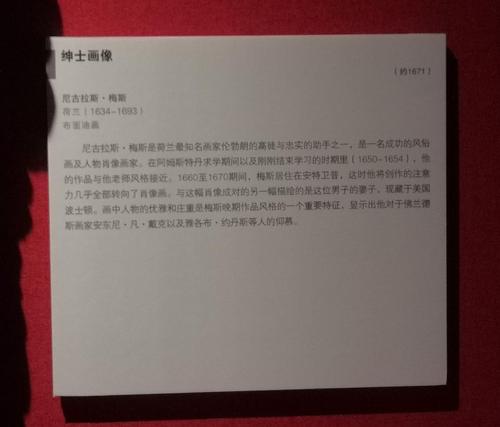 绅士画像
（约1671）
尼古拉斯·梅斯
荷兰（1634-1693）
布面油画
尼古拉斯·梅斯是荷兰最知名画家伦勃朗的高徒与忠实的助手之一，是一名成功的风俗
画及人物肖像画家。在阿姆斯特丹求学期间以及刚刚结束学习的时期里（1650-1654），他
的作品与他老师风格接近。1660至1670期间，梅斯居住在安特卫普，这时他将创作的注意
力几乎全部转向了肖像画。与这幅肖像成对的另一幅描绘的是这位男子的妻子，现藏于美国
波士顿。画中人物的优雅和庄重是梅斯晚期作品风格的一个重要特征，显示出他对于佛兰德
斯画家安东尼·凡·戴克以及雅各布·约丹斯等人的仰慕。